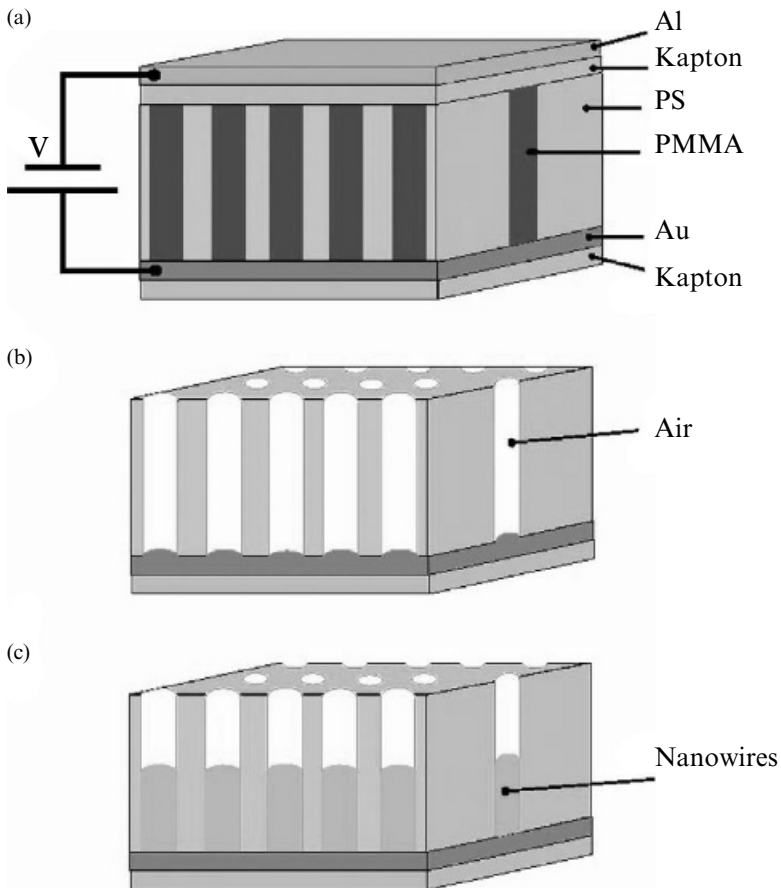 (a)
Al
Kapton
PS
PMMA
Au
Kapton
V
(b)
Air
(c)
Nanowires